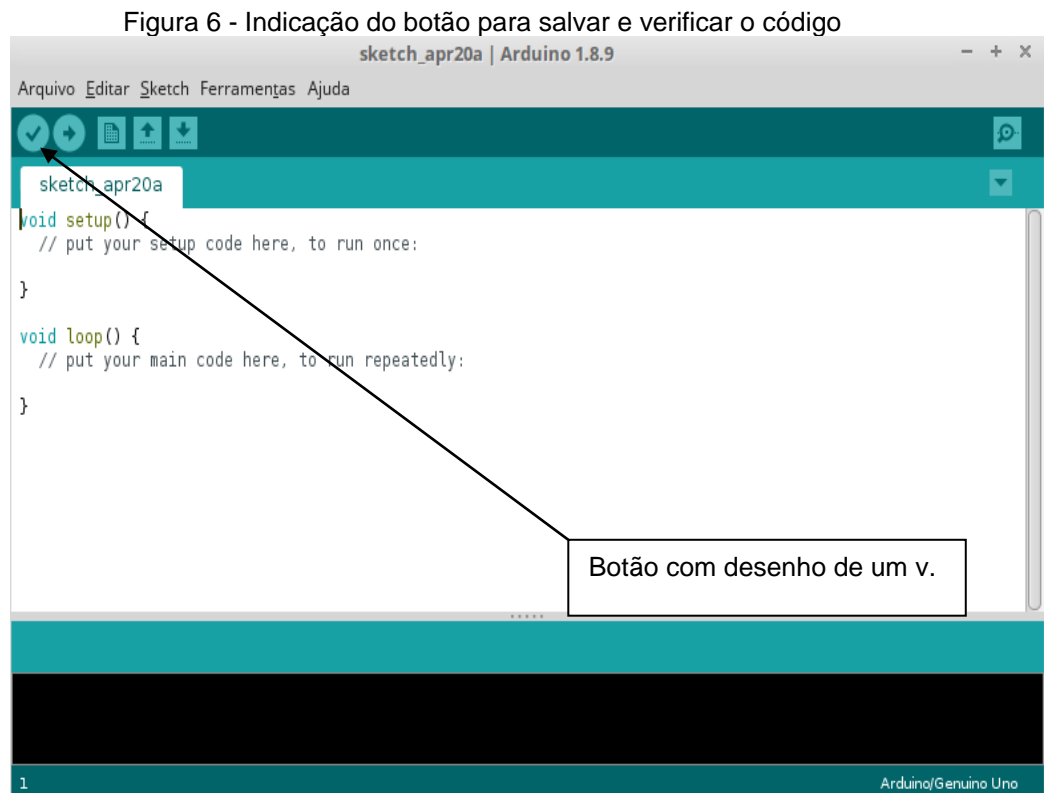 Figura 6 - Indicação do botão para salvar e verificar o código
sketch_apr20a | Arduino 1.8.9
Arquivo Editar Sketch Ferramentas Ajuda
sketch_apr20a
void setup() {
// put your setup code here, to run once:
}
void loop() {
// put your main code here, to run repeatedly:
}
Botão com desenho de um v.
1 Arduino/Genuino Uno